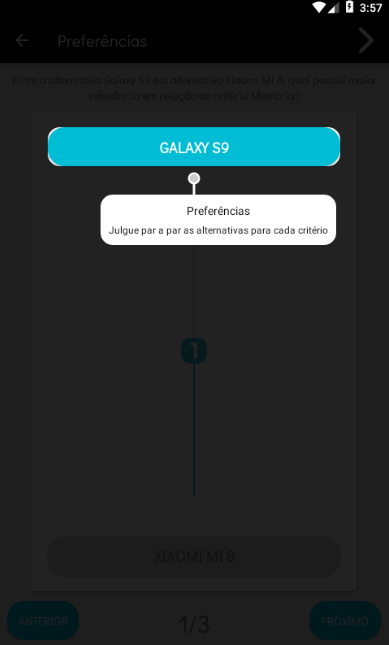 3:57
Preferências
Entre a alternativa Galaxy S9 e a alternativa Xiaomi MI 8, qual possui maior
relevância em relação ao critério Memória?
GALAXY S9
Preferências
Julgue par a par as alternativas para cada critério
1
XIAOMI MI 8
ANTERIOR
1/3
PRÓXIMO